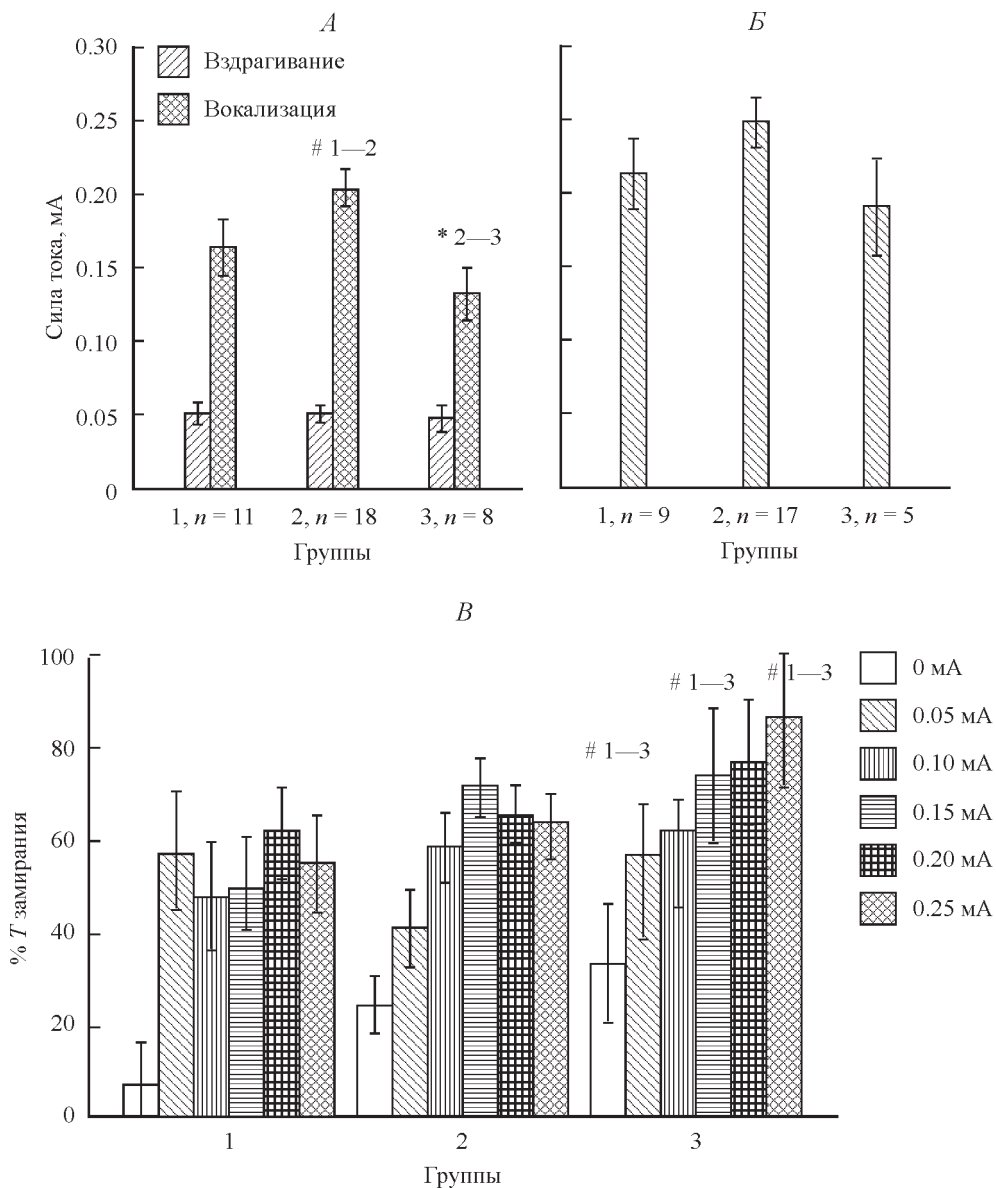 А
Б
0.30
0.25
0.20
0.15
0.10
0.05
0
Сила тока, мА
Вздрагивание
Вокализация
# 1—2
* 2—3
1, n = 11
2, n = 18
3, n = 8
Группы
1, n = 9
2, n = 17
3, n = 5
Группы
В
100
80
60
40
20
0
% T замирания
# 1—3
# 1—3
# 1—3
0 мА
0.05 мА
0.10 мА
0.15 мА
0.20 мА
0.25 мА
1
2
3
Группы